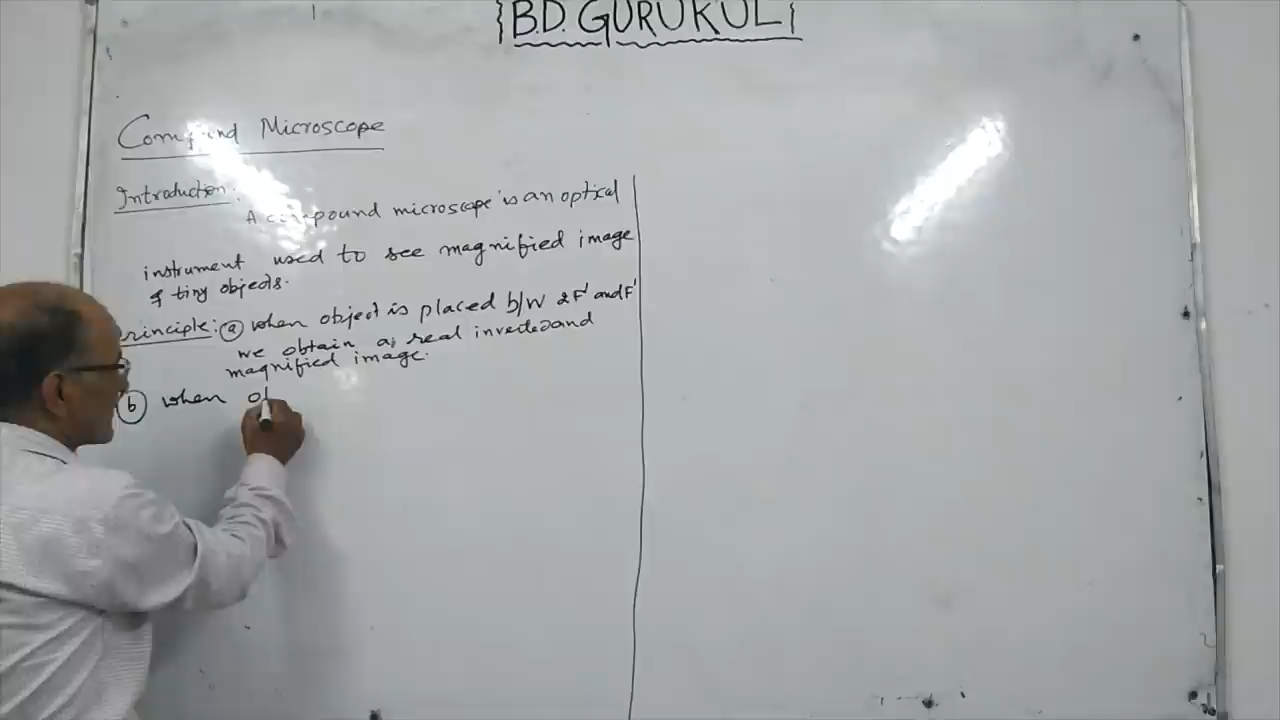 B.D. GURUKUL
Compound Microscope
Introduction:
A compound microscope is an optical
instrument used to see magnified image
of tiny objects.
Principle: (a) when object is placed b/w 2F' and F'
we obtain a real inverted and
magnified image.
(b) when ob